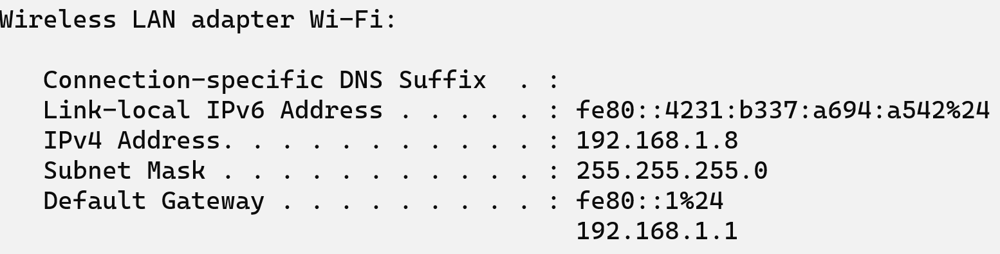 Wireless LAN adapter Wi-Fi:
Connection-specific DNS Suffix  . :
Link-local IPv6 Address . . . . . : fe80::4231:b337:a694:a542%24
IPv4 Address. . . . . . . . . . . : 192.168.1.8
Subnet Mask . . . . . . . . . . . : 255.255.255.0
Default Gateway . . . . . . . . . : fe80::1%24
192.168.1.1